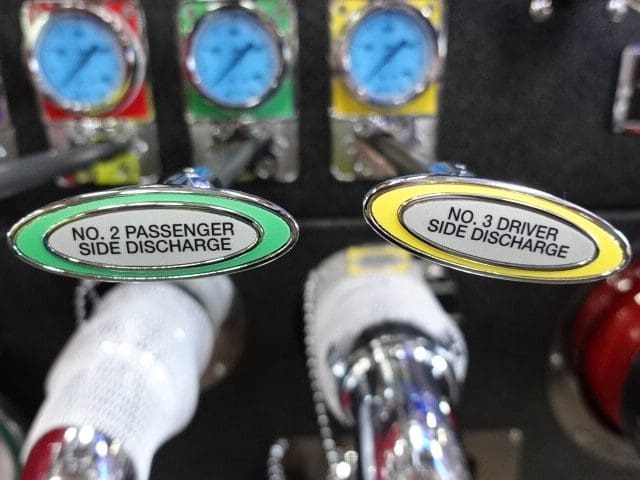 NO. 2 PASSENGER
SIDE DISCHARGE
NO. 3 DRIVER
SIDE DISCHARGE